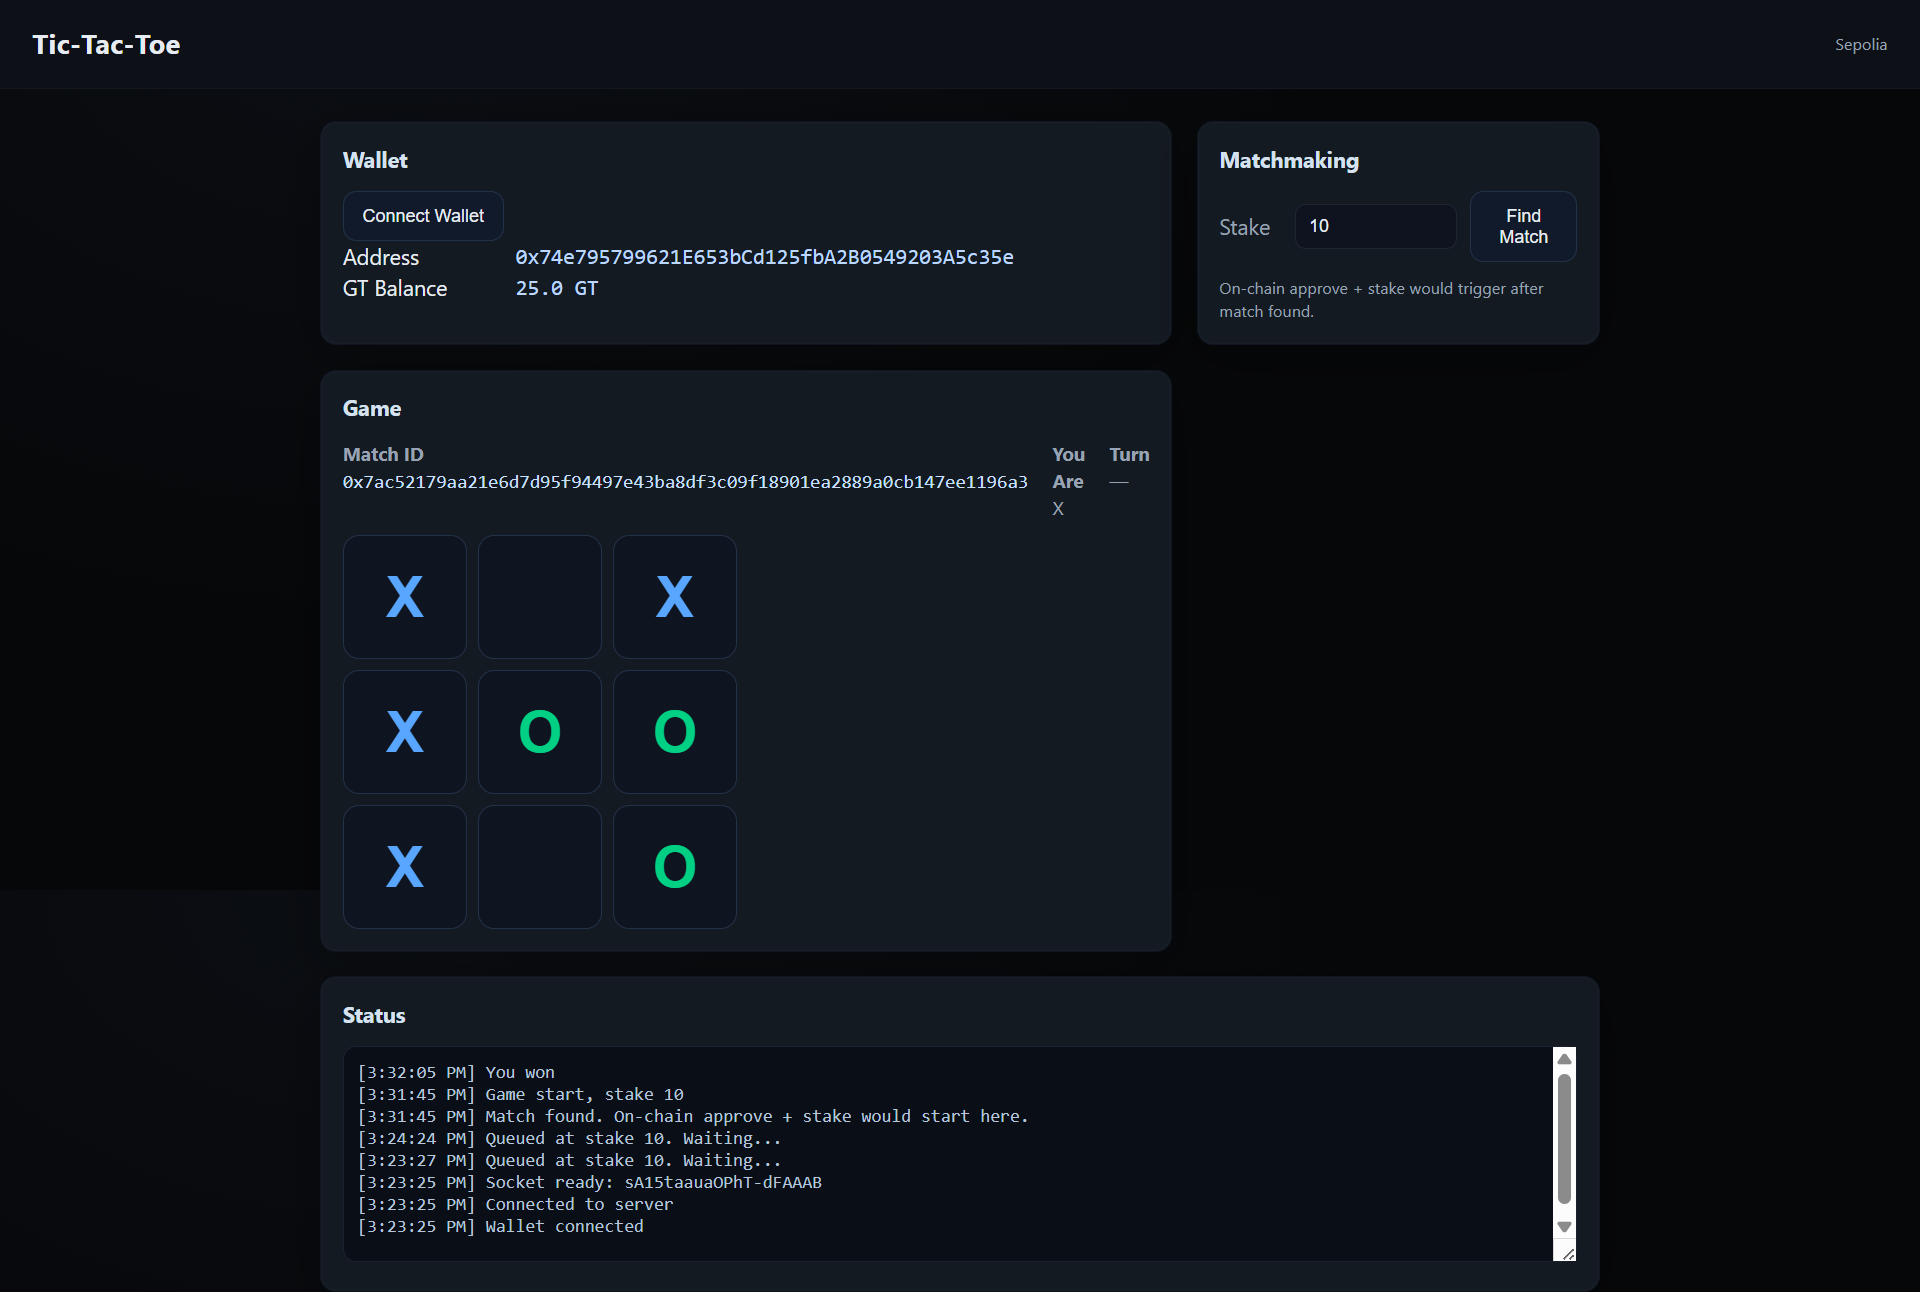 Tic-Tac-Toe
Sepolia
Wallet
Connect Wallet
Address 0x74e795799621E653bCd125fbA2B0549203A5c35e
GT Balance 25.0 GT
Matchmaking
Stake 10 Find Match
On-chain approve + stake would trigger after
match found.
Game
Match ID
0x7ac52179aa21e6d7d95f94497e43ba8df3c09f18901ea2889a0cb147ee1196a3
You
Are
X
Turn
—
X X
X O O
X O
Status
[3:32:05 PM] You won
[3:31:45 PM] Game start, stake 10
[3:31:45 PM] Match found. On-chain approve + stake would start here.
[3:24:24 PM] Queued at stake 10. Waiting...
[3:23:27 PM] Queued at stake 10. Waiting...
[3:23:25 PM] Socket ready: sA15taauaOPhT-dFAAAB
[3:23:25 PM] Connected to server
[3:23:25 PM] Wallet connected